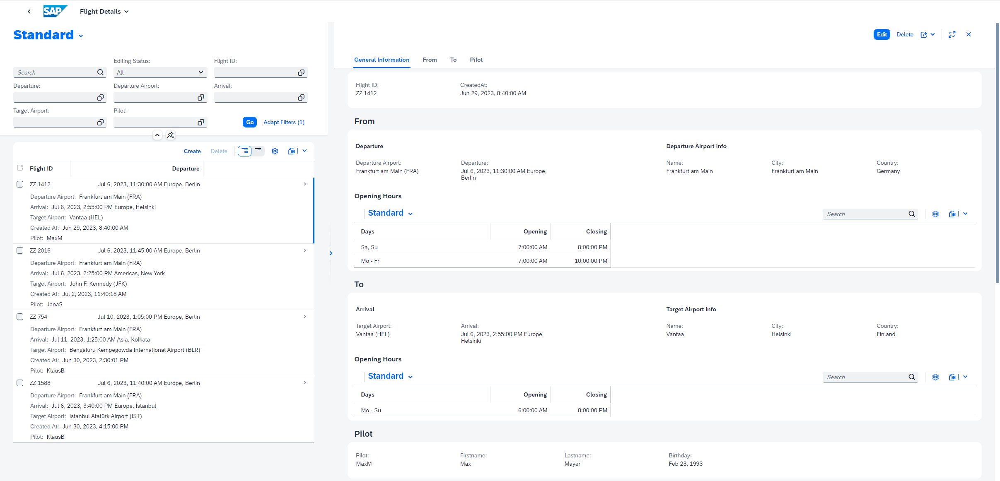 SAP Flight Details
Standard
Editing Status:
Flight ID:
Search
All
Departure:
Departure Airport:
Arrival:
Target Airport:
Pilot:
Go
Adapt Filters (1)
Create
Delete
Flight ID
Departure
ZZ 1412
Jul 6, 2023, 11:30:00 AM Europe, Berlin
Departure Airport: Frankfurt am Main (FRA)
Arrival: Jul 6, 2023, 2:55:00 PM Europe, Helsinki
Target Airport: Vantaa (HEL)
Created At: Jun 29, 2023, 8:40:00 AM
Pilot: MaxM
ZZ 2016
Jul 6, 2023, 11:45:00 AM Europe, Berlin
Departure Airport: Frankfurt am Main (FRA)
Arrival: Jul 6, 2023, 2:25:00 PM Americas, New York
Target Airport: John F. Kennedy (JFK)
Created At: Jul 2, 2023, 11:40:18 AM
Pilot: JanaS
ZZ 754
Jul 10, 2023, 1:05:00 PM Europe, Berlin
Departure Airport: Frankfurt am Main (FRA)
Arrival: Jul 11, 2023, 1:25:00 AM Asia, Kolkata
Target Airport: Bengaluru Kempegowda International Airport (BLR)
Created At: Jun 30, 2023, 2:30:01 PM
Pilot: KlausB
ZZ 1588
Jul 6, 2023, 11:40:00 AM Europe, Berlin
Departure Airport: Frankfurt am Main (FRA)
Arrival: Jul 6, 2023, 3:40:00 PM Europe, Istanbul
Target Airport: Istanbul Atatürk Airport (IST)
Created At: Jun 30, 2023, 4:15:00 PM
Pilot: KlausB
Edit
Delete
General Information
From
To
Pilot
Flight ID:
ZZ 1412
CreatedAt:
Jun 29, 2023, 8:40:00 AM
From
Departure
Departure Airport:
Frankfurt am Main (FRA)
Departure:
Jul 6, 2023, 11:30:00 AM Europe,
Berlin
Departure Airport Info
Name:
Frankfurt am Main
City:
Frankfurt am Main
Country:
Germany
Opening Hours
Standard
Search
Days
Opening
Closing
Sa, Su
7:00:00 AM
8:00:00 PM
Mo - Fr
7:00:00 AM
10:00:00 PM
To
Arrival
Target Airport:
Vantaa (HEL)
Arrival:
Jul 6, 2023, 2:55:00 PM Europe,
Helsinki
Target Airport Info
Name:
Vantaa
City:
Helsinki
Country:
Finland
Opening Hours
Standard
Search
Days
Opening
Closing
Mo - Su
6:00:00 AM
8:00:00 PM
Pilot
Pilot:
MaxM
Firstname:
Max
Lastname:
Mayer
Birthday:
Feb 23, 1993